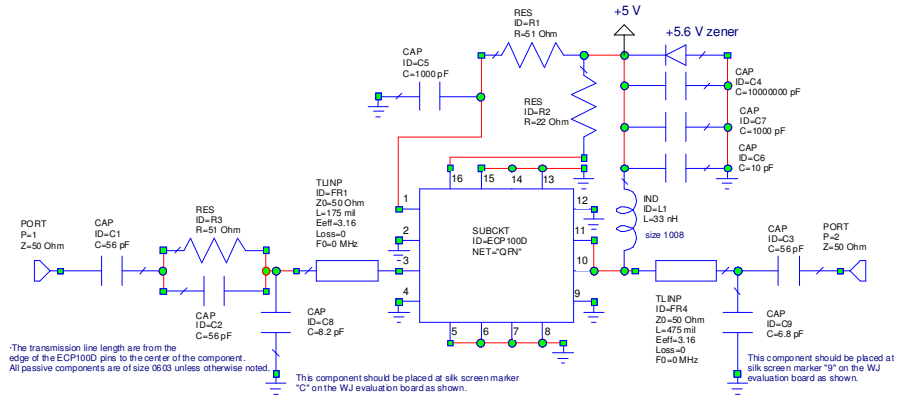 +5 V
+5.6 V zener
RES
ID=R1
R=51 Ohm
CAP
ID=C5
C=1000 pF
RES
ID=R2
R=22 Ohm
CAP
ID=C4
C=10000000 pF
CAP
ID=C7
C=1000 pF
CAP
ID=C6
C=10 pF
IND
ID=L1
L=33 nH
size 1008
PORT
P=1
Z=50 Ohm
CAP
ID=C1
C=56 pF
RES
ID=R3
R=51 Ohm
CAP
ID=C2
C=56 pF
TLINP
ID=FR1
Z0=50 Ohm
L=175 mil
Eeff=3.16
Loss=0
F0=0 MHz
CAP
ID=C8
C=8.2 pF
16 15 14 13
1
2
3
4
SUBCKT
ID=ECP100D
NET="QFN"
12
11
10
9
5 6 7 8
TLINP
ID=FR4
Z0=50 Ohm
L=475 mil
Eeff=3.16
Loss=0
F0=0 MHz
CAP
ID=C3
C=56 pF
PORT
P=2
Z=50 Ohm
CAP
ID=C9
C=6.8 pF
-The transmission line length are from the
edge of the ECP100D pins to the center of the component.
All passive components are of size 0603 unless otherwise noted.
This component should be placed at silk screen marker
"C" on the WJ evaluation board as shown.
This component should be placed at
silk screen marker "9" on the WJ
evaluation board as shown.